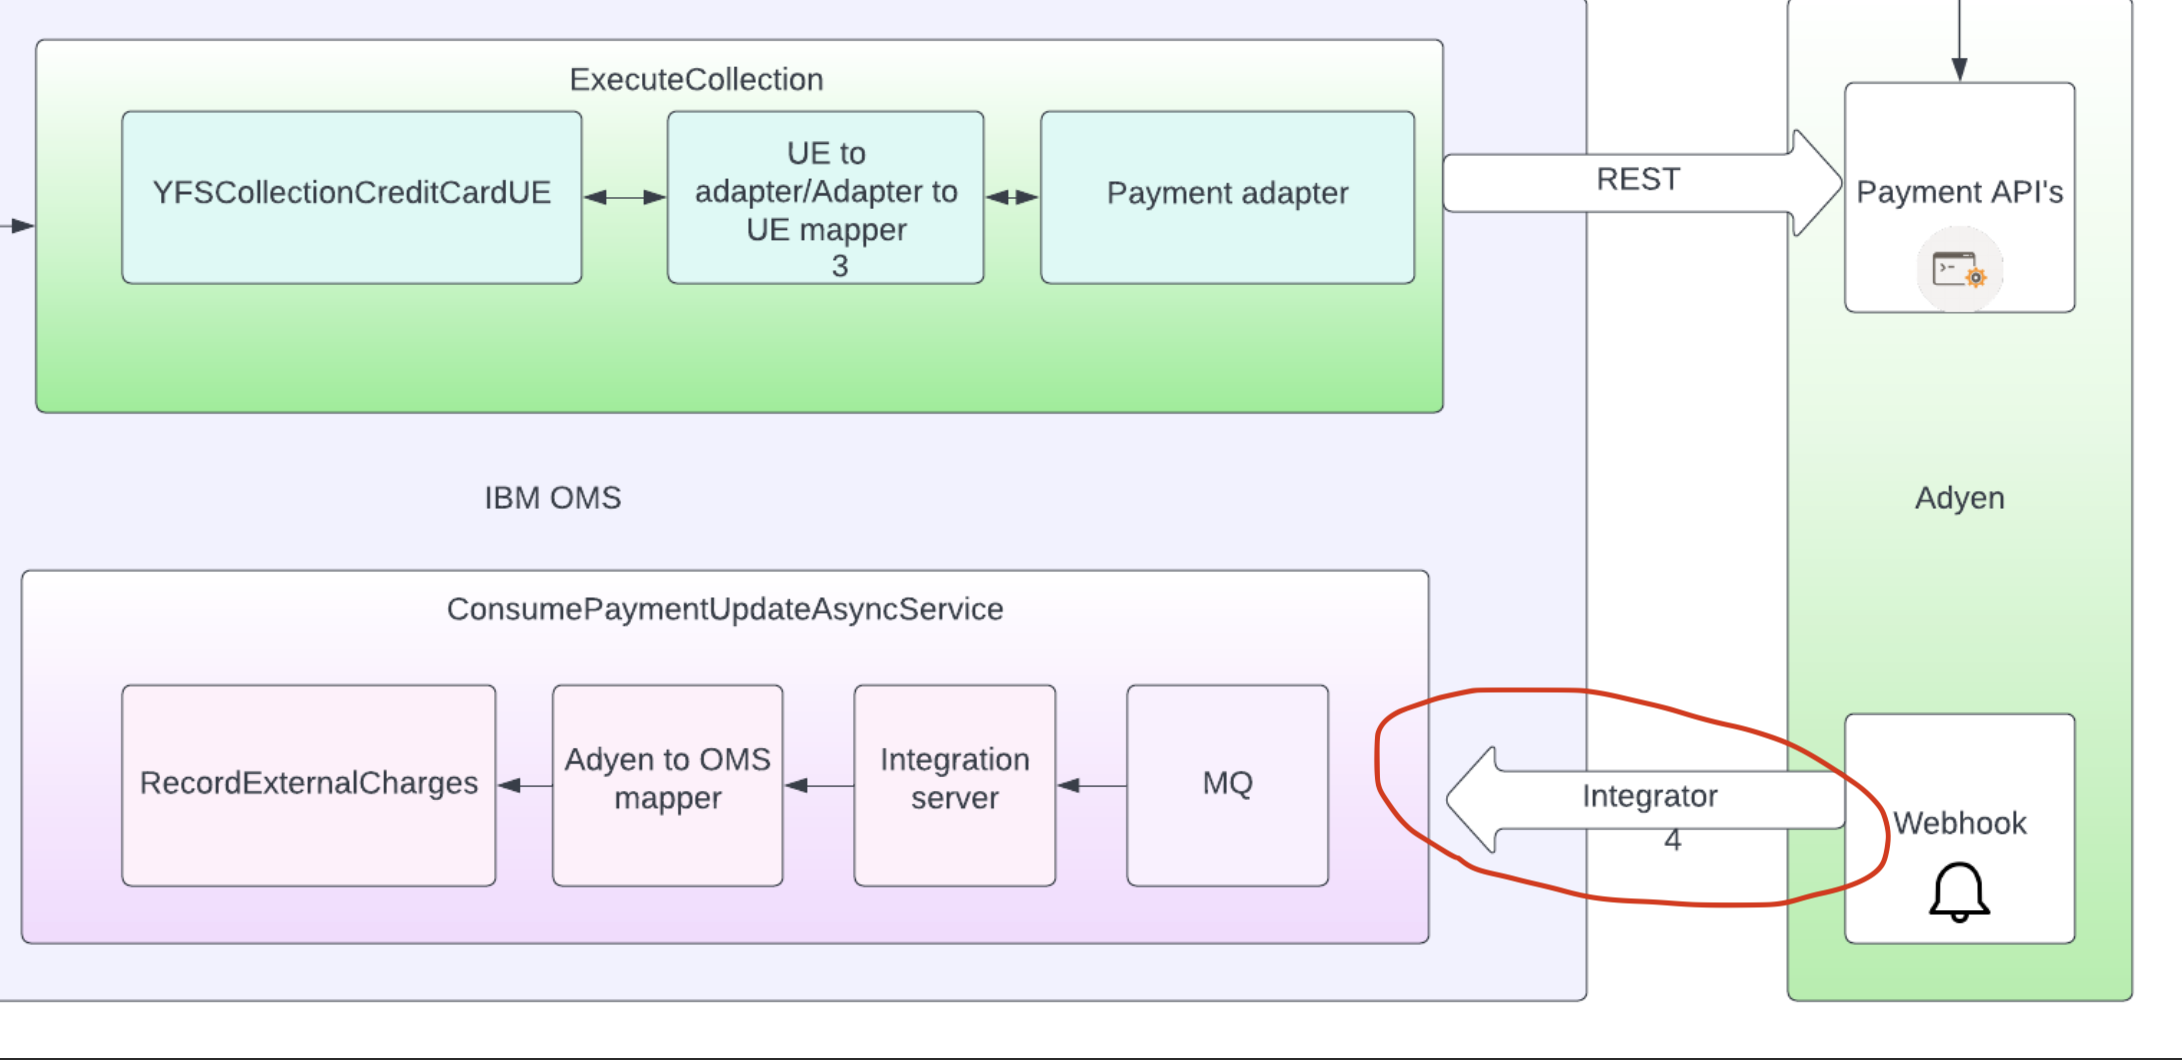 ExecuteCollection
YFSCollectionCreditCardUE
UE to
adapter/Adapter to
UE mapper
3
Payment adapter
REST
Payment API's
IBM OMS
Adyen
ConsumePaymentUpdateAsyncService
RecordExternalCharges
Adyen to OMS
mapper
Integration
server
MQ
Integrator
4
Webhook